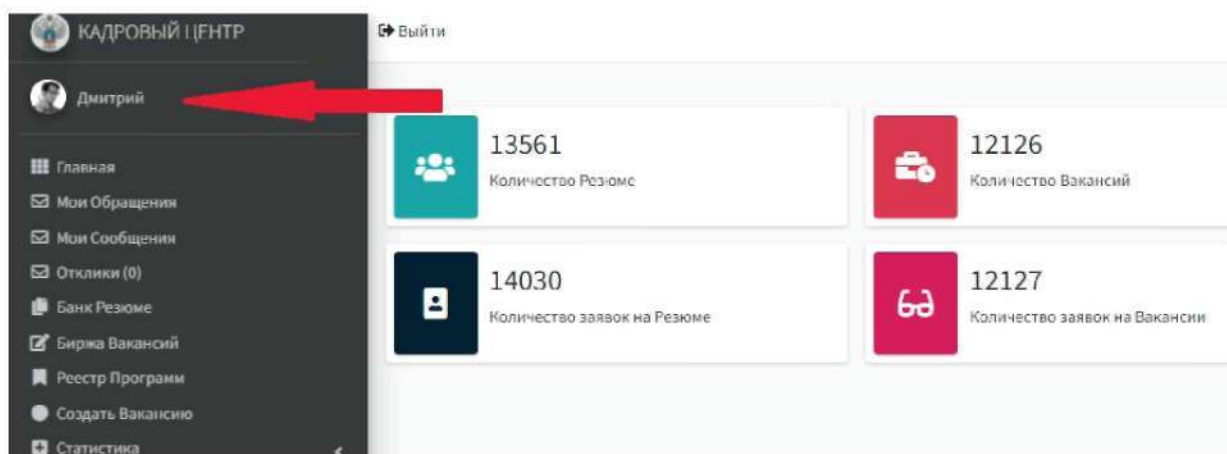 КАДРОВЫЙ ЦЕНТР
Выйти
Дмитрий
Главная
Мои Обращения
Мои Сообщения
Отклики (0)
Банк Резюме
Биржа Вакансий
Реестр Программ
Создать Вакансию
Статистика
13561
Количество Резюме
12126
Количество Вакансий
14030
Количество заявок на Резюме
12127
Количество заявок на Вакансии